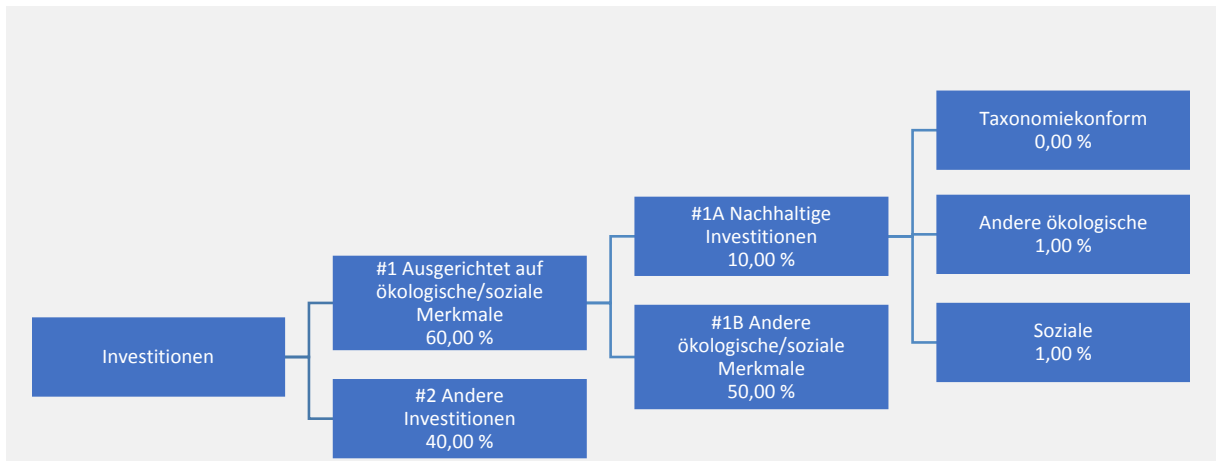 Investitionen
#1 Ausgerichtet auf
ökologische/soziale
Merkmale
60,00 %
#2 Andere
Investitionen
40,00 %
#1A Nachhaltige
Investitionen
10,00 %
#1B Andere
ökologische/soziale
Merkmale
50,00 %
Taxonomiekonform
0,00 %
Andere ökologische
1,00 %
Soziale
1,00 %